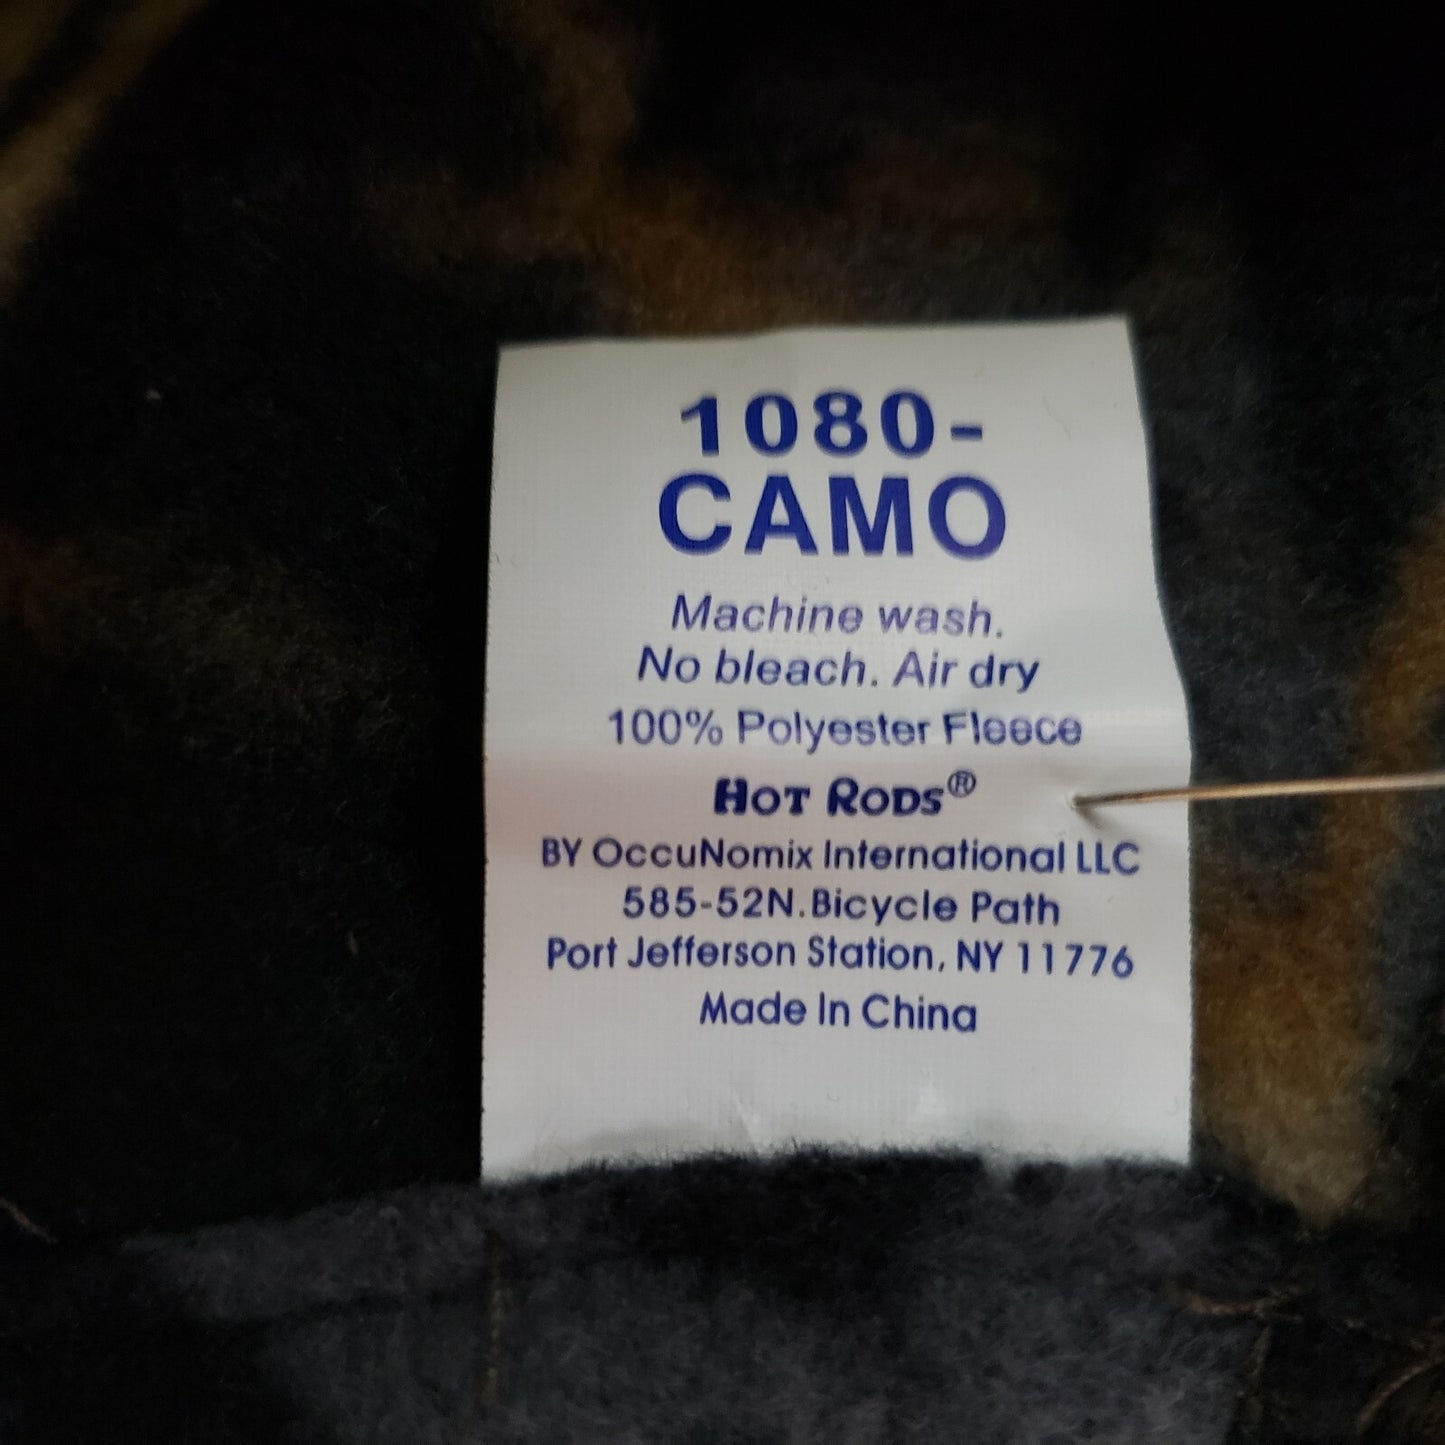 1080-
CAMO
Machine wash.
No bleach. Air dry
100% Polyester Fleece
HOT RODS®
BY OccuNomix International LLC
585-52N.Bicycle Path
Port Jefferson Station, NY 11776
Made In China